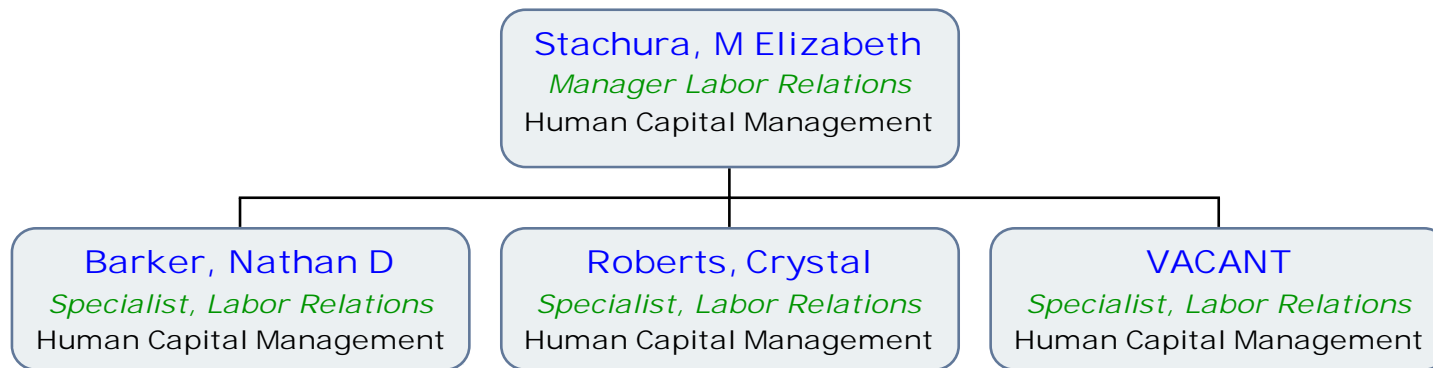 Stachura, M Elizabeth
Manager Labor Relations
Human Capital Management
Barker, Nathan D
Specialist, Labor Relations
Human Capital Management
Roberts, Crystal
Specialist, Labor Relations
Human Capital Management
VACANT
Specialist, Labor Relations
Human Capital Management